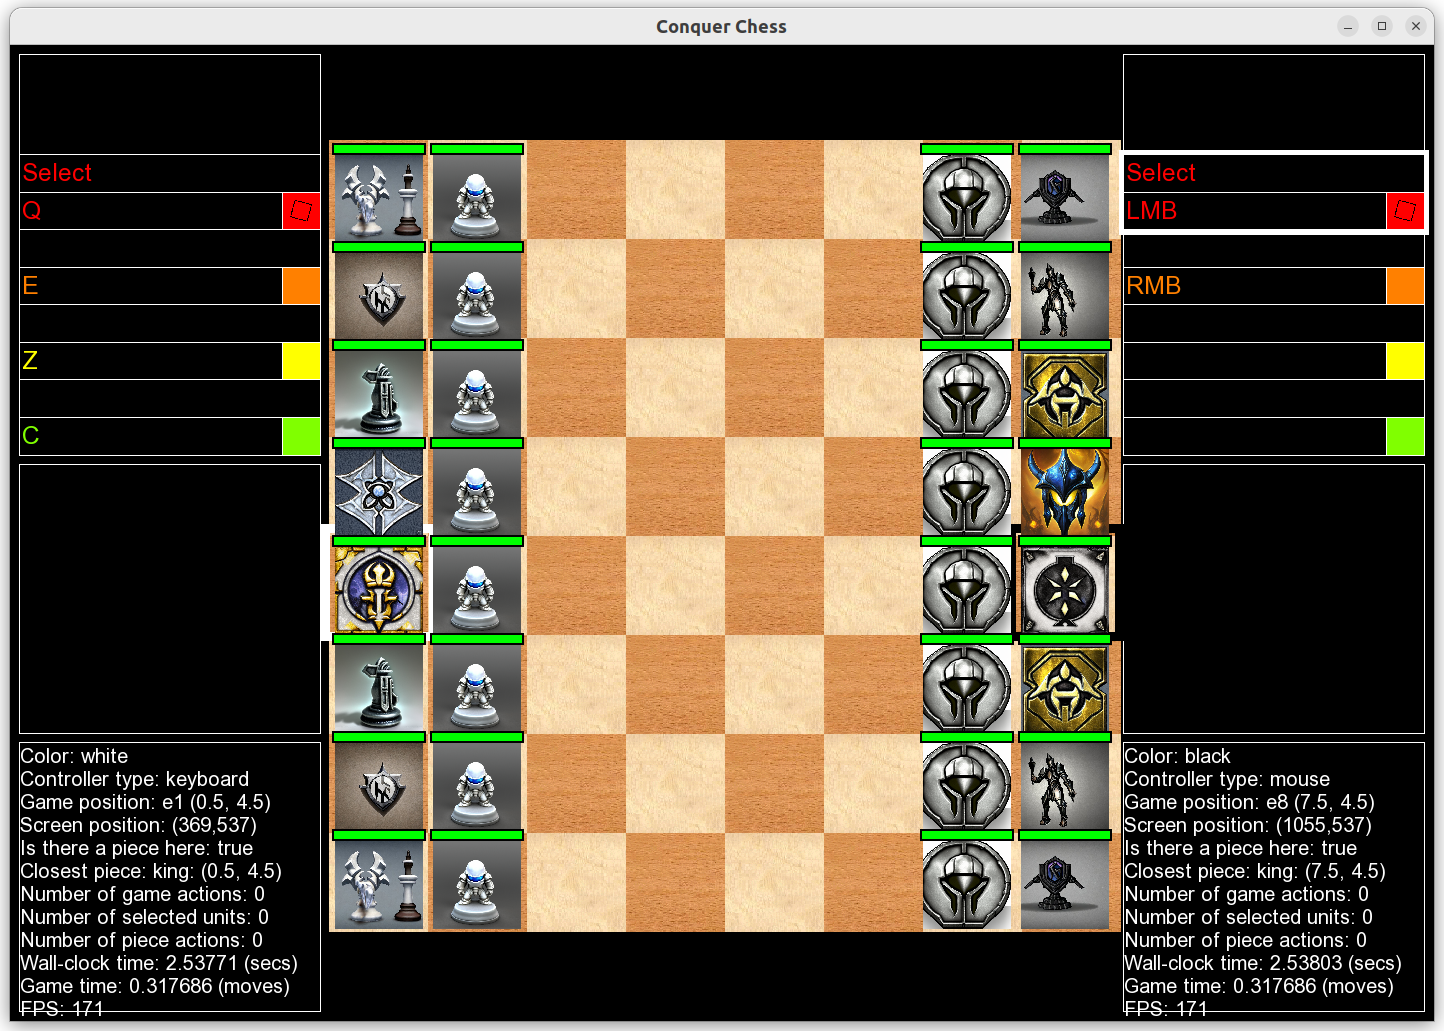 Conquer Chess
Select
Q
E
Z
C
Color: white
Controller type: keyboard
Game position: e1 (0.5, 4.5)
Screen position: (369,537)
Is there a piece here: true
Closest piece: king: (0.5, 4.5)
Number of game actions: 0
Number of selected units: 0
Number of piece actions: 0
Wall-clock time: 2.53771 (secs)
Game time: 0.317686 (moves)
FPS: 171
Select
LMB
RMB
Color: black
Controller type: mouse
Game position: e8 (7.5, 4.5)
Screen position: (1055,537)
Is there a piece here: true
Closest piece: king: (7.5, 4.5)
Number of game actions: 0
Number of selected units: 0
Number of piece actions: 0
Wall-clock time: 2.53803 (secs)
Game time: 0.317686 (moves)
FPS: 171